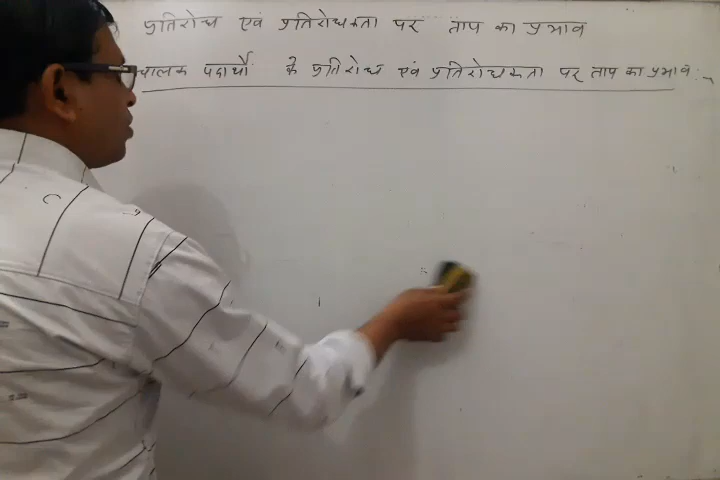 प्रतिरोध एवं प्रतिरोधकता पर ताप का प्रभाव
चालक पदार्थों के प्रतिरोध एवं प्रतिरोधकता पर ताप का प्रभाव :-